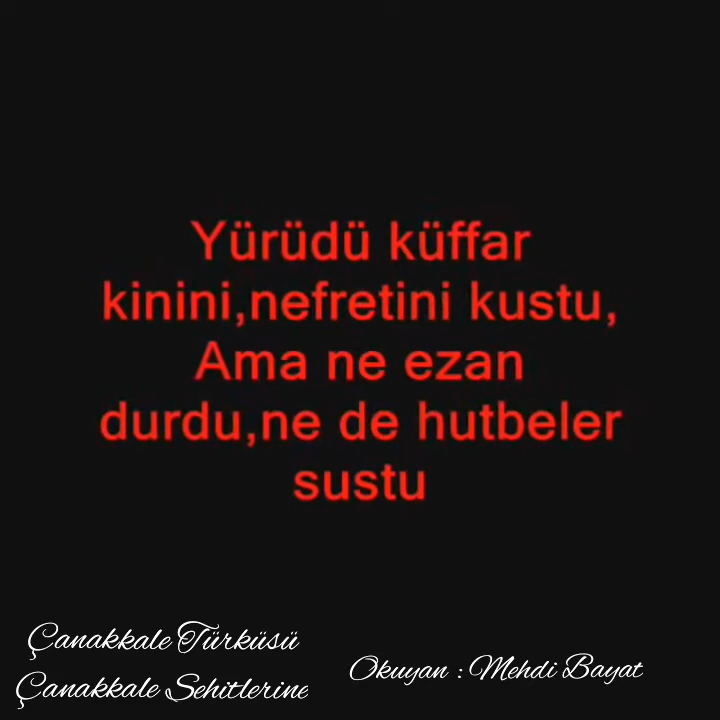 Yürüdü küffar
kinini,nefretini kustu,
Ama ne ezan
durdu,ne de hutbeler
sustu
Çanakkale Türküsü
Çanakkale Sehitlerine
Okuyan : Mehdi Bayat